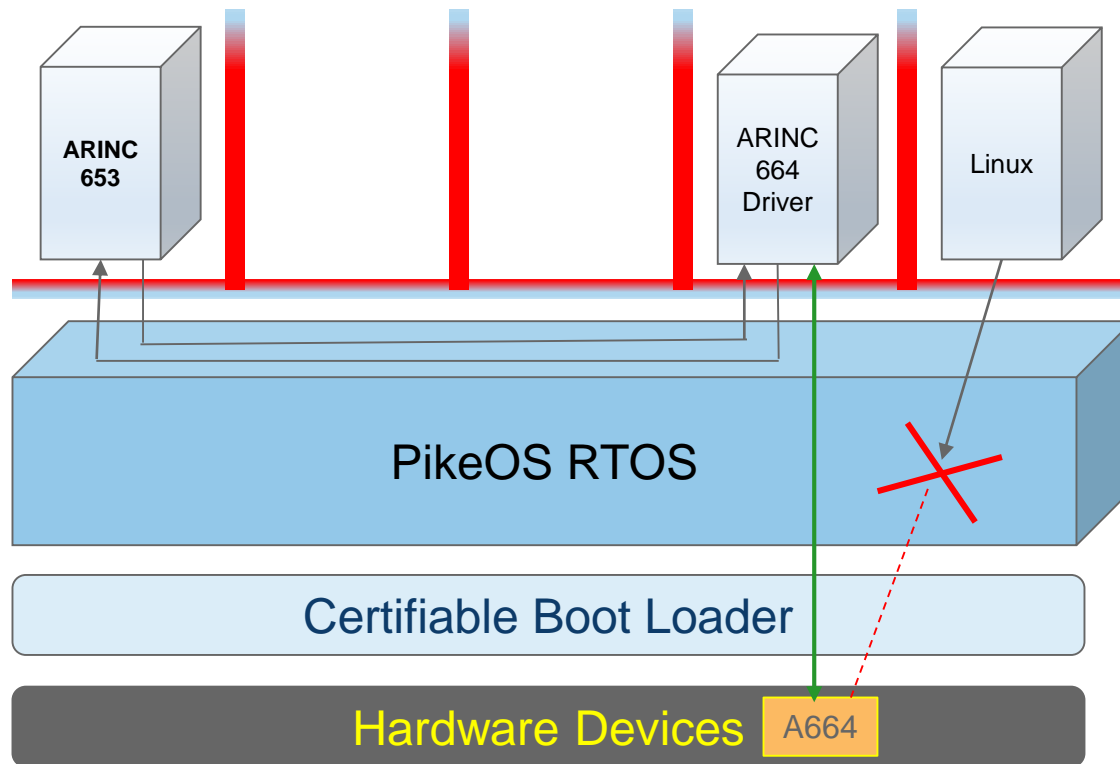 ARINC
653
ARINC
664
Driver
Linux
PikeOS RTOS
Certifiable Boot Loader
Hardware Devices
A664